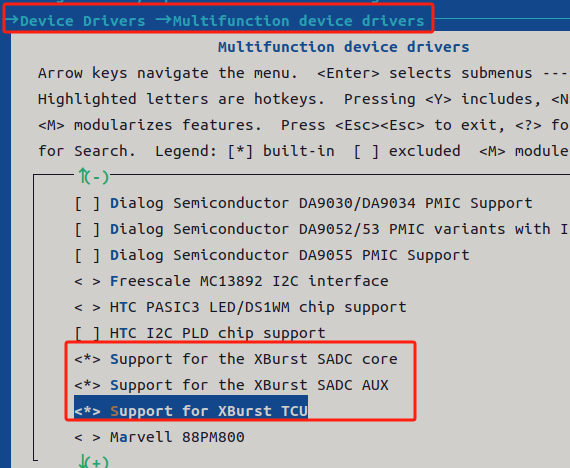 →Device Drivers →Multifunction device drivers
Multifunction device drivers
Arrow keys navigate the menu. <Enter> selects submenus ---
Highlighted letters are hotkeys. Pressing <Y> includes, <N
<M> modularizes features. Press <Esc><Esc> to exit, <?> fo
for Search. Legend: [*] built-in [ ] excluded <M> module
↑(-)
[ ] Dialog Semiconductor DA9030/DA9034 PMIC Support
[ ] Dialog Semiconductor DA9052/53 PMIC variants with I
[ ] Dialog Semiconductor DA9055 PMIC Support
< > Freescale MC13892 I2C interface
< > HTC PASIC3 LED/DS1WM chip support
[ ] HTC I2C PLD chip support
<*> Support for the XBurst SADC core
<*> Support for the XBurst SADC AUX
<*> Support for XBurst TCU
< > Marvell 88PM800
↓(+)